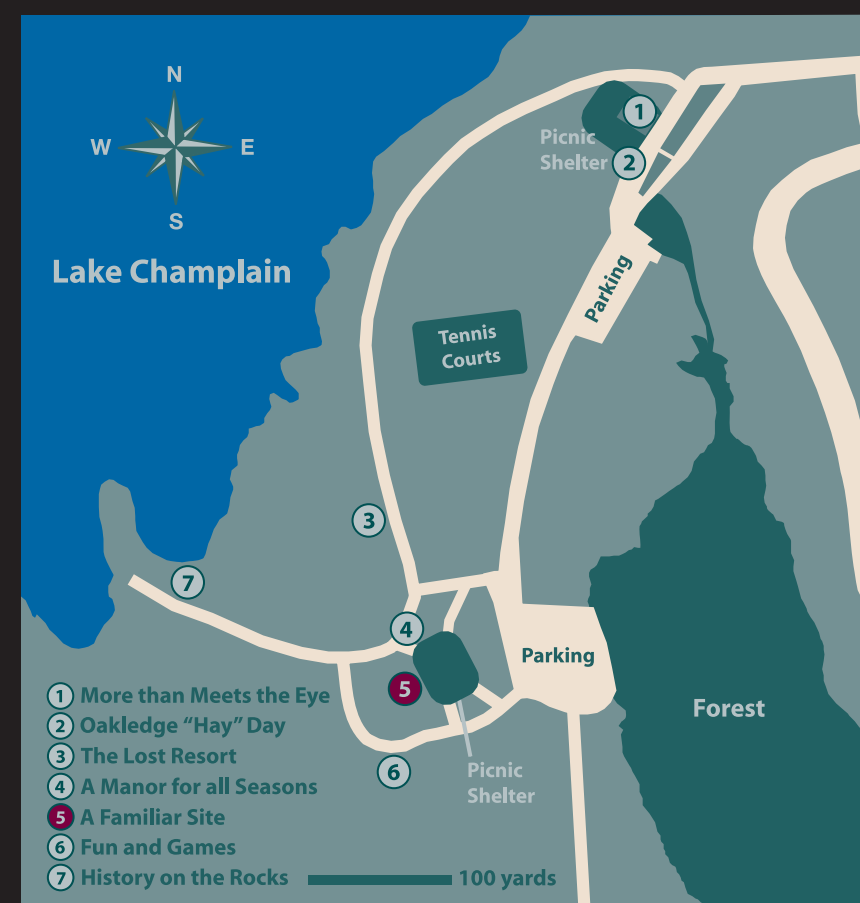 N
W E
S
Lake Champlain
1
Picnic
Shelter
2
Parking
Tennis
Courts
3
7
4
5
Parking
Forest
6
Picnic
Shelter
1 More than Meets the Eye
2 Oakledge “Hay” Day
3 The Lost Resort
4 A Manor for all Seasons
5 A Familiar Site
6 Fun and Games
7 History on the Rocks
100 yards